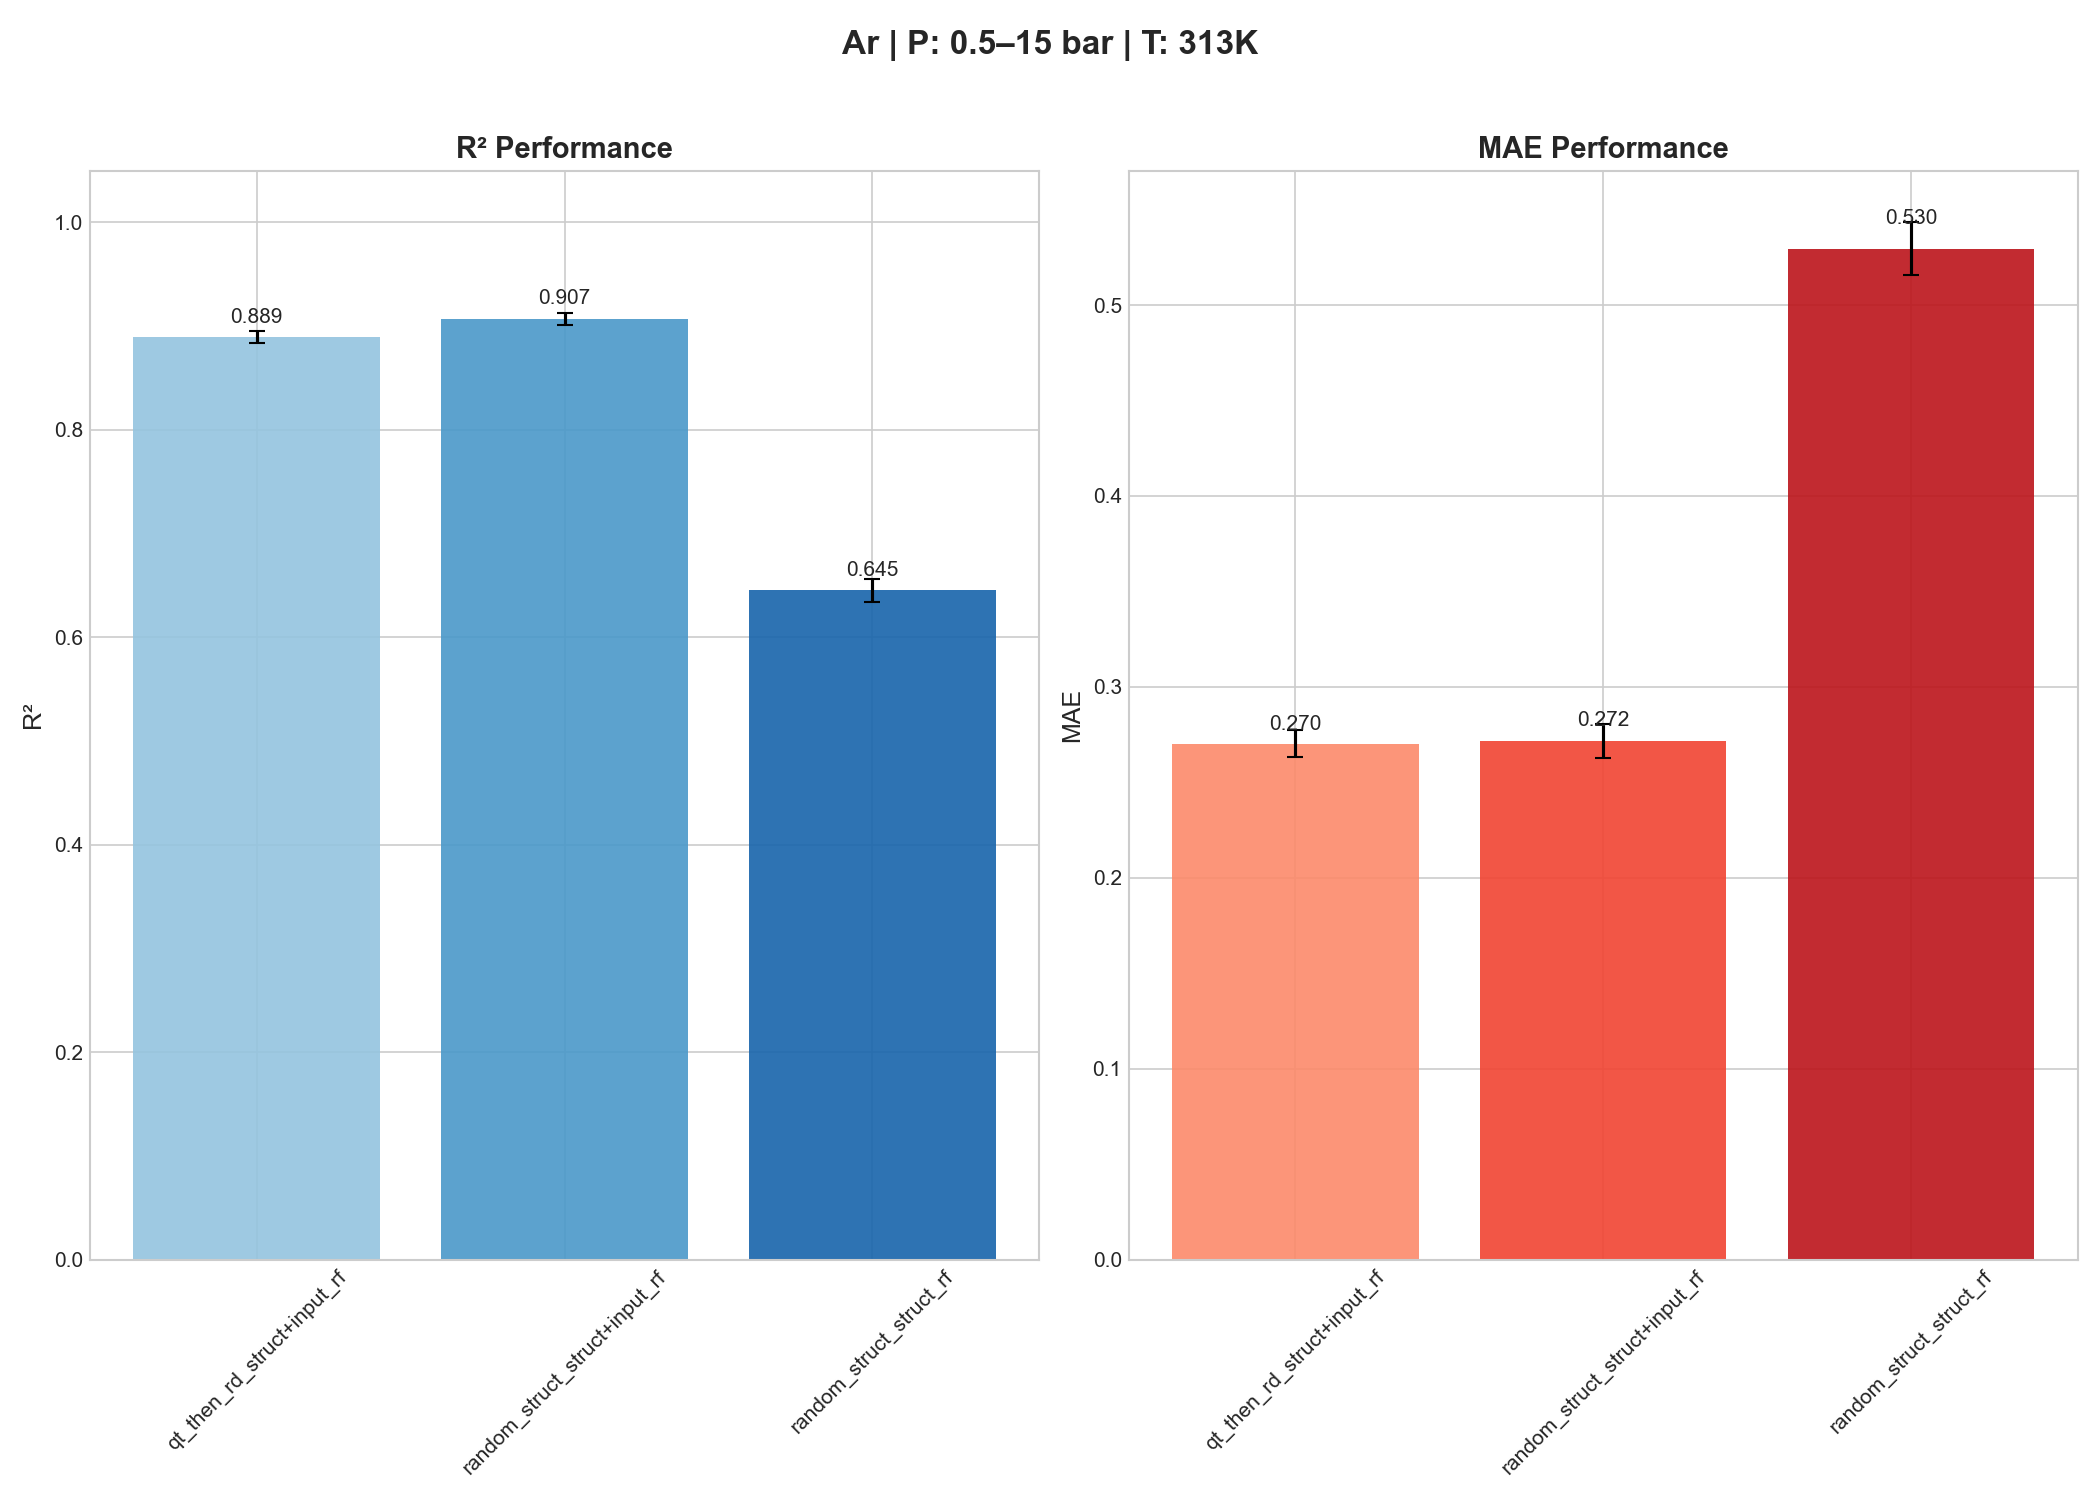 Ar | P: 0.5–15 bar | T: 313K
R² Performance
R²
1.0
0.8
0.6
0.4
0.2
0.0
0.889
0.907
0.645
qt_then_rd_struct+input_rf
random_struct_struct+input_rf
random_struct_struct_rf
MAE Performance
MAE
0.5
0.4
0.3
0.2
0.1
0.0
0.270
0.272
0.530
qt_then_rd_struct+input_rf
random_struct_struct+input_rf
random_struct_struct_rf